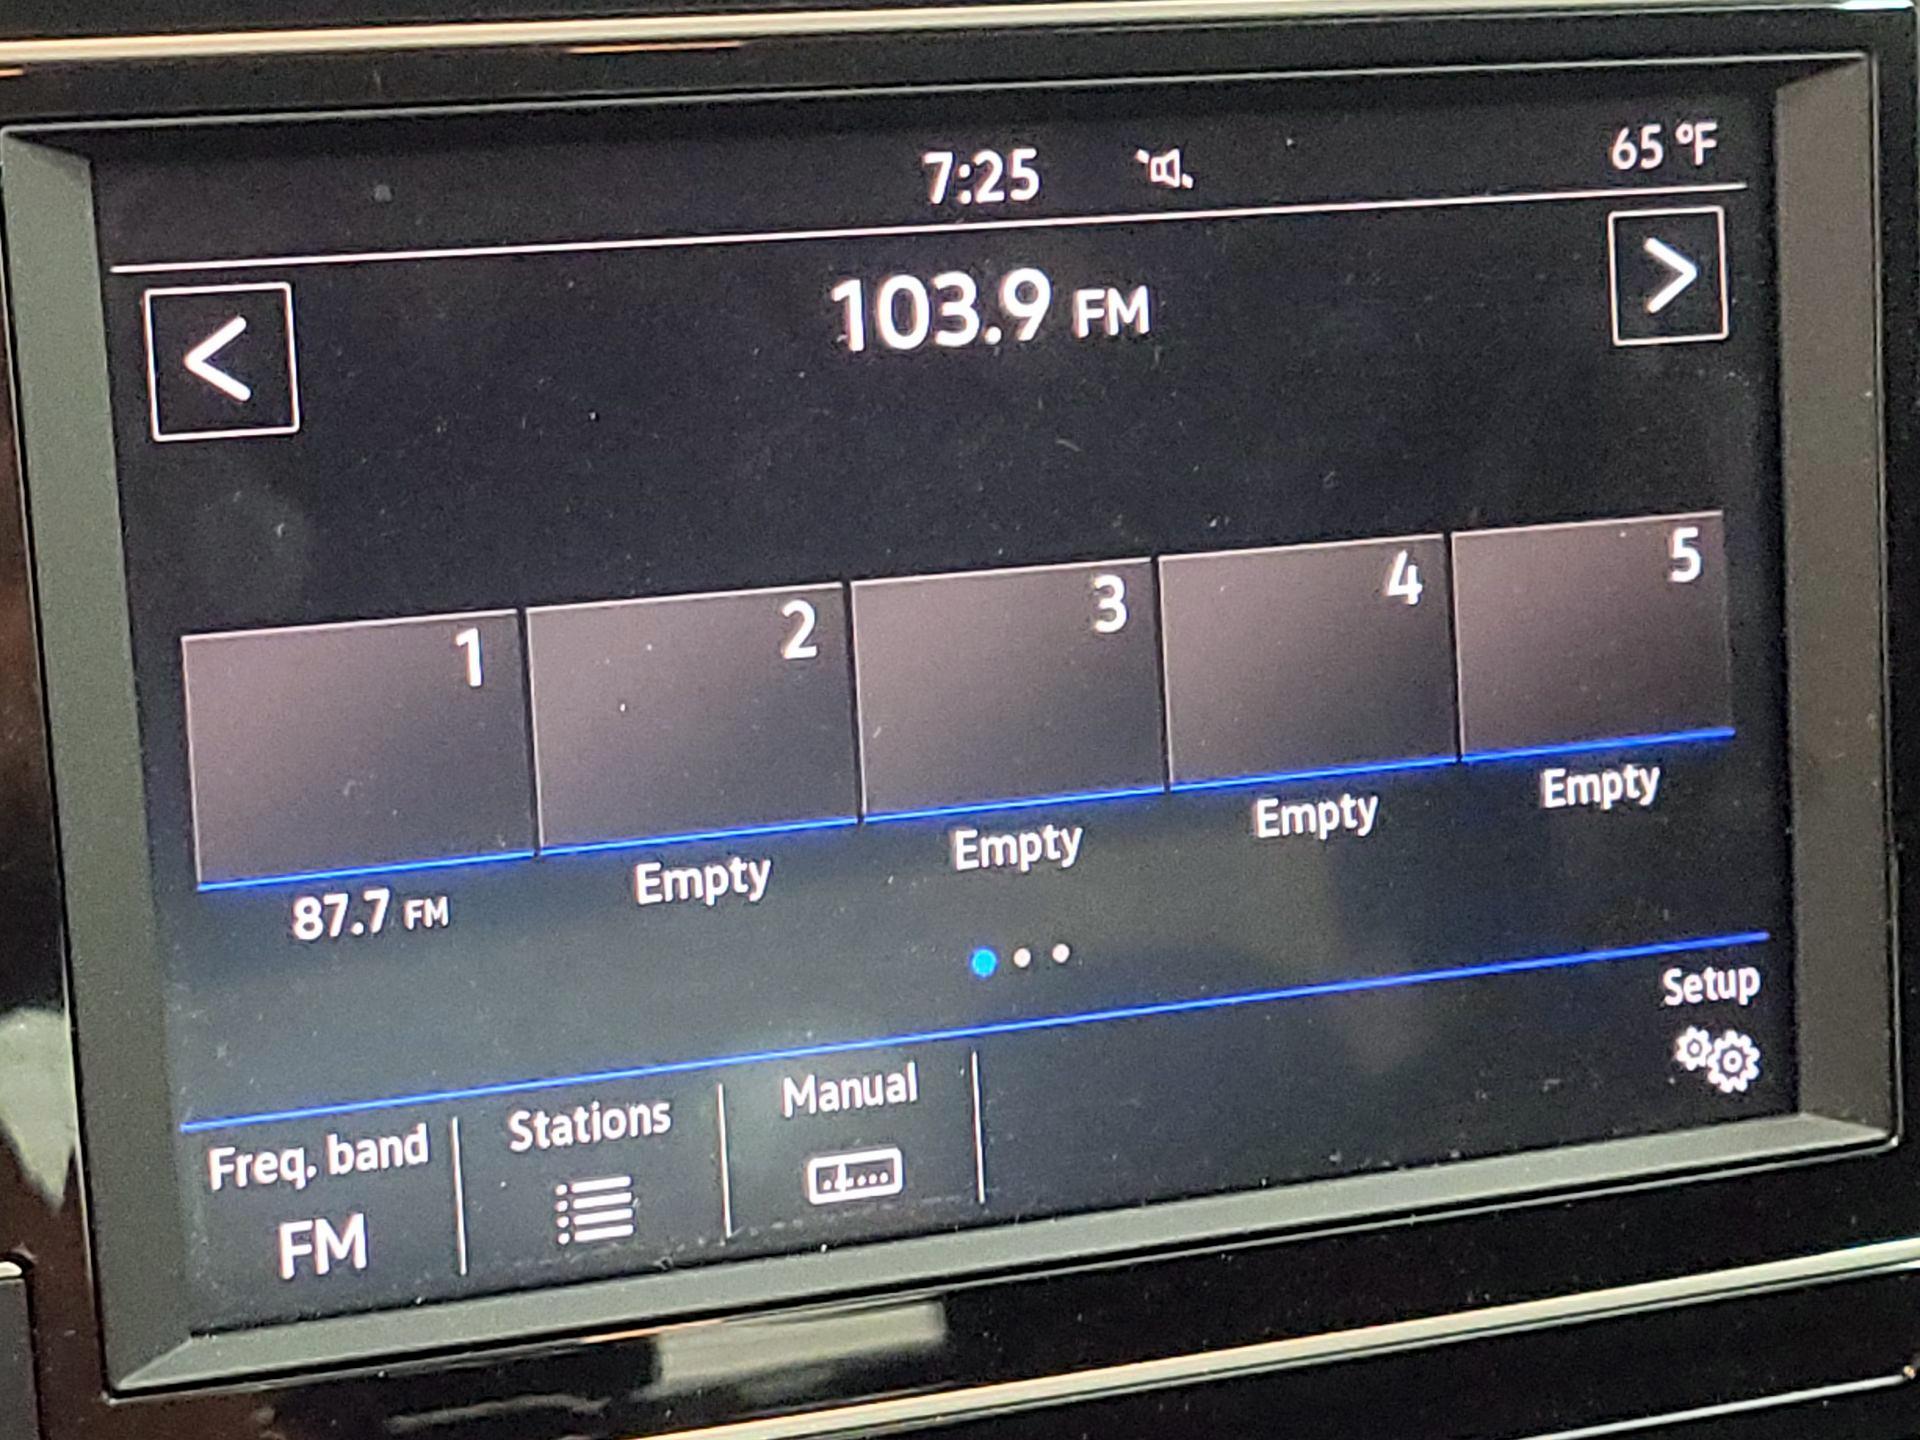 7:25
65 °F
103.9 FM
1
2
3
4
5
87.7 FM
Empty
Empty
Empty
Empty
Freq. band
FM
Stations
Manual
Setup